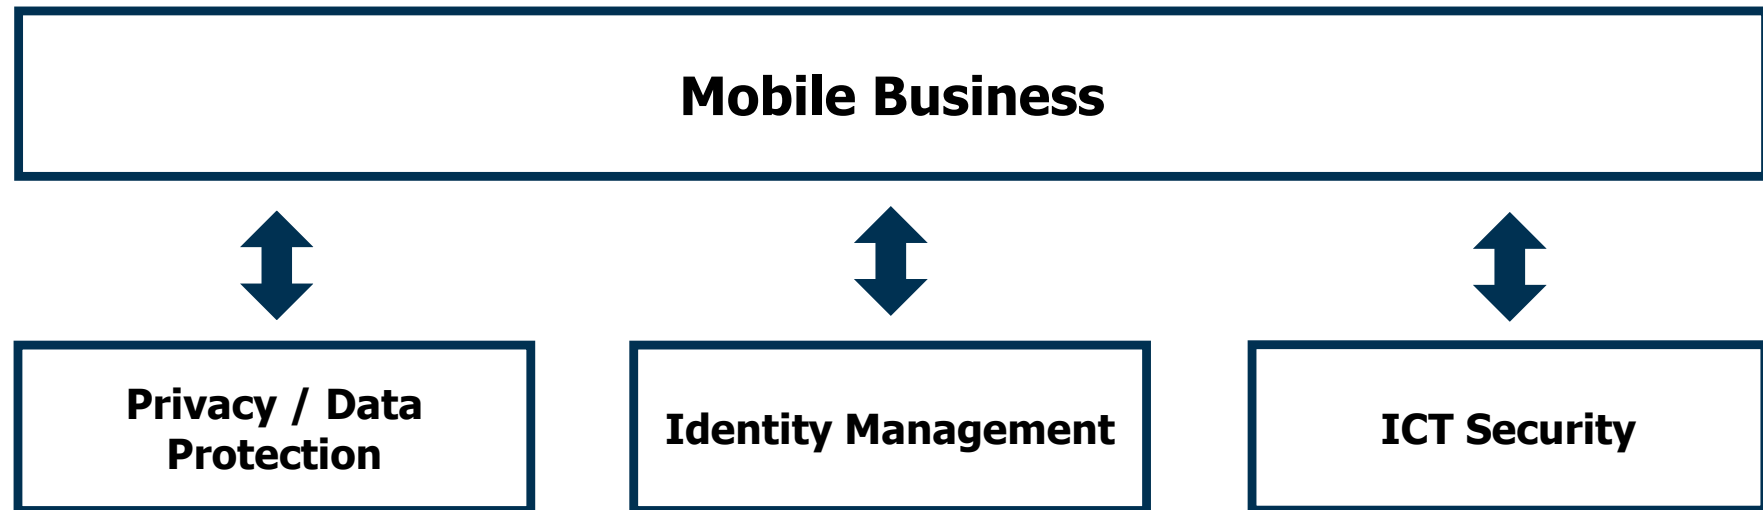 Mobile Business
Privacy / Data
Protection
Identity Management
ICT Security